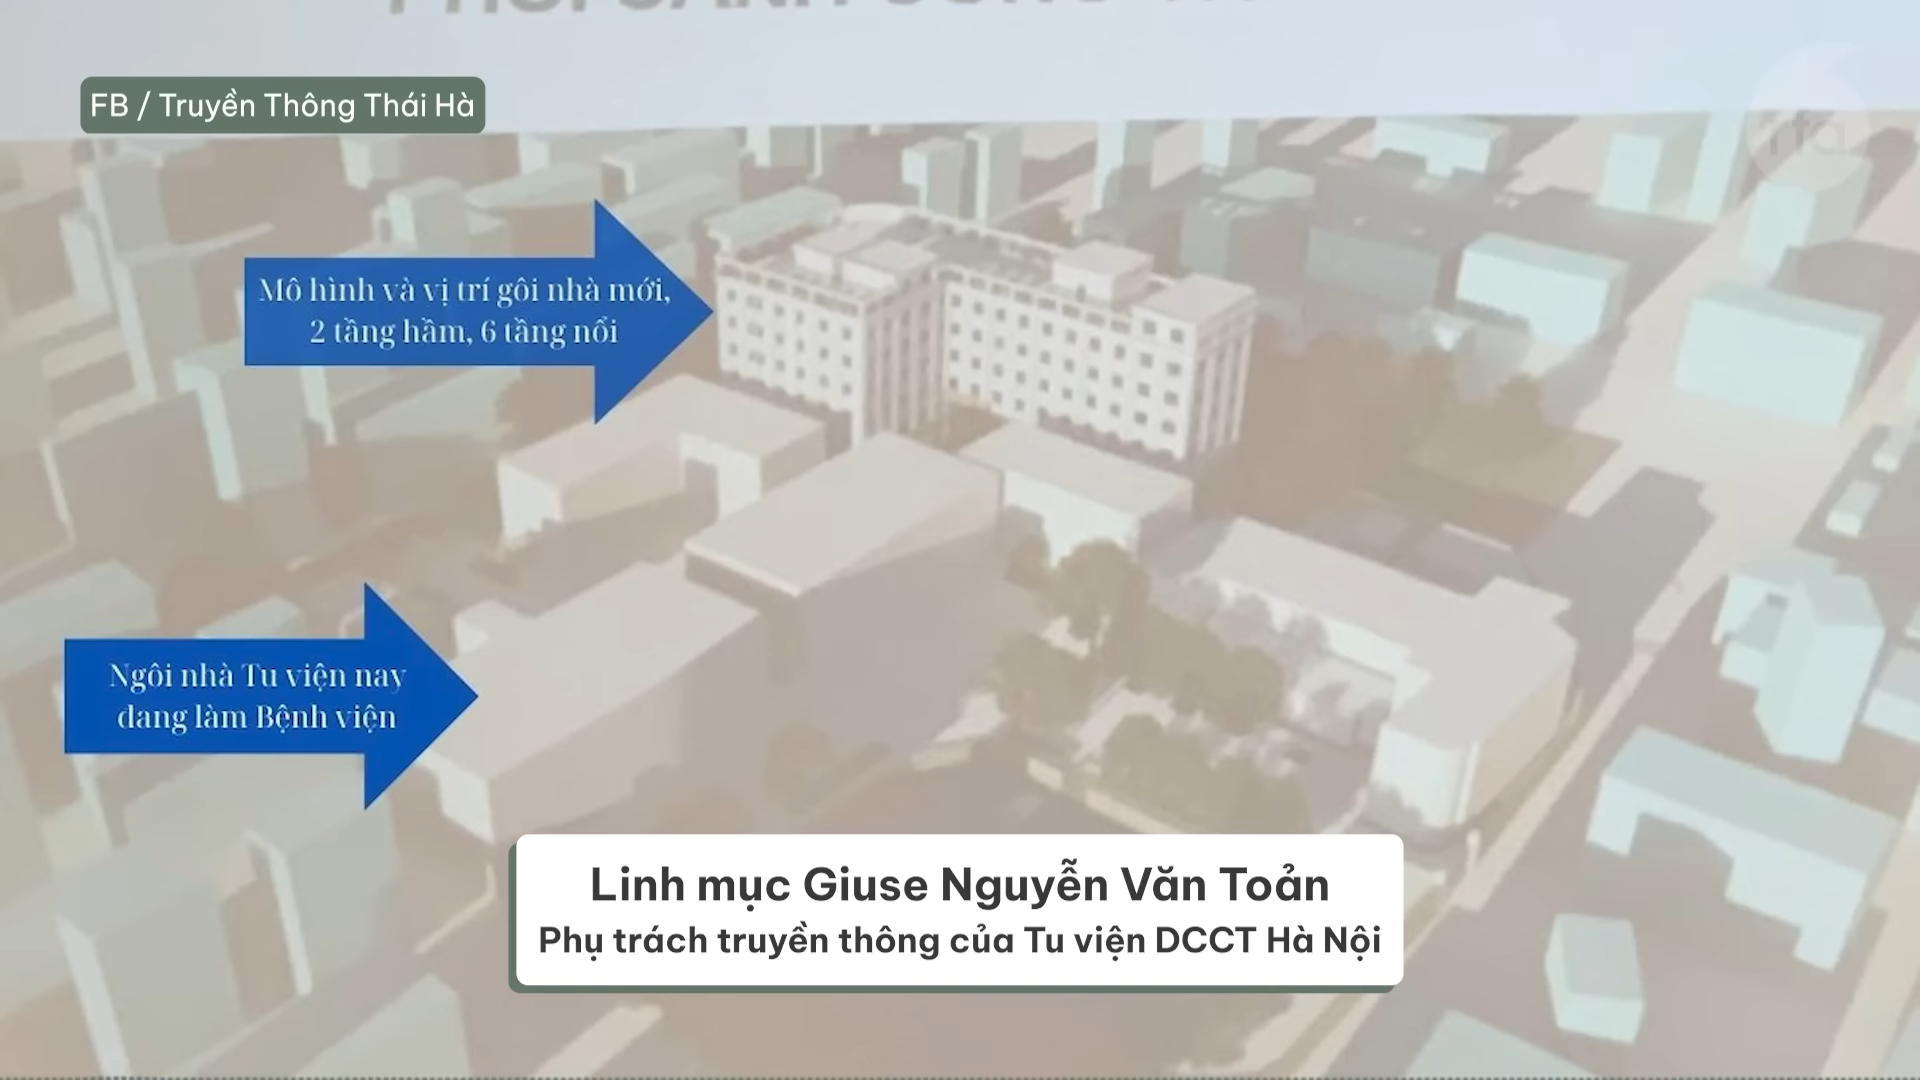 FB / Truyền Thông Thái Hà
Mô hình và vị trí gôi nhà mới,
2 tầng hầm, 6 tầng nổi
Ngôi nhà Tu viện nay
đang làm Bệnh viện
Linh mục Giuse Nguyễn Văn Toản
Phụ trách truyền thông của Tu viện DCCT Hà Nội